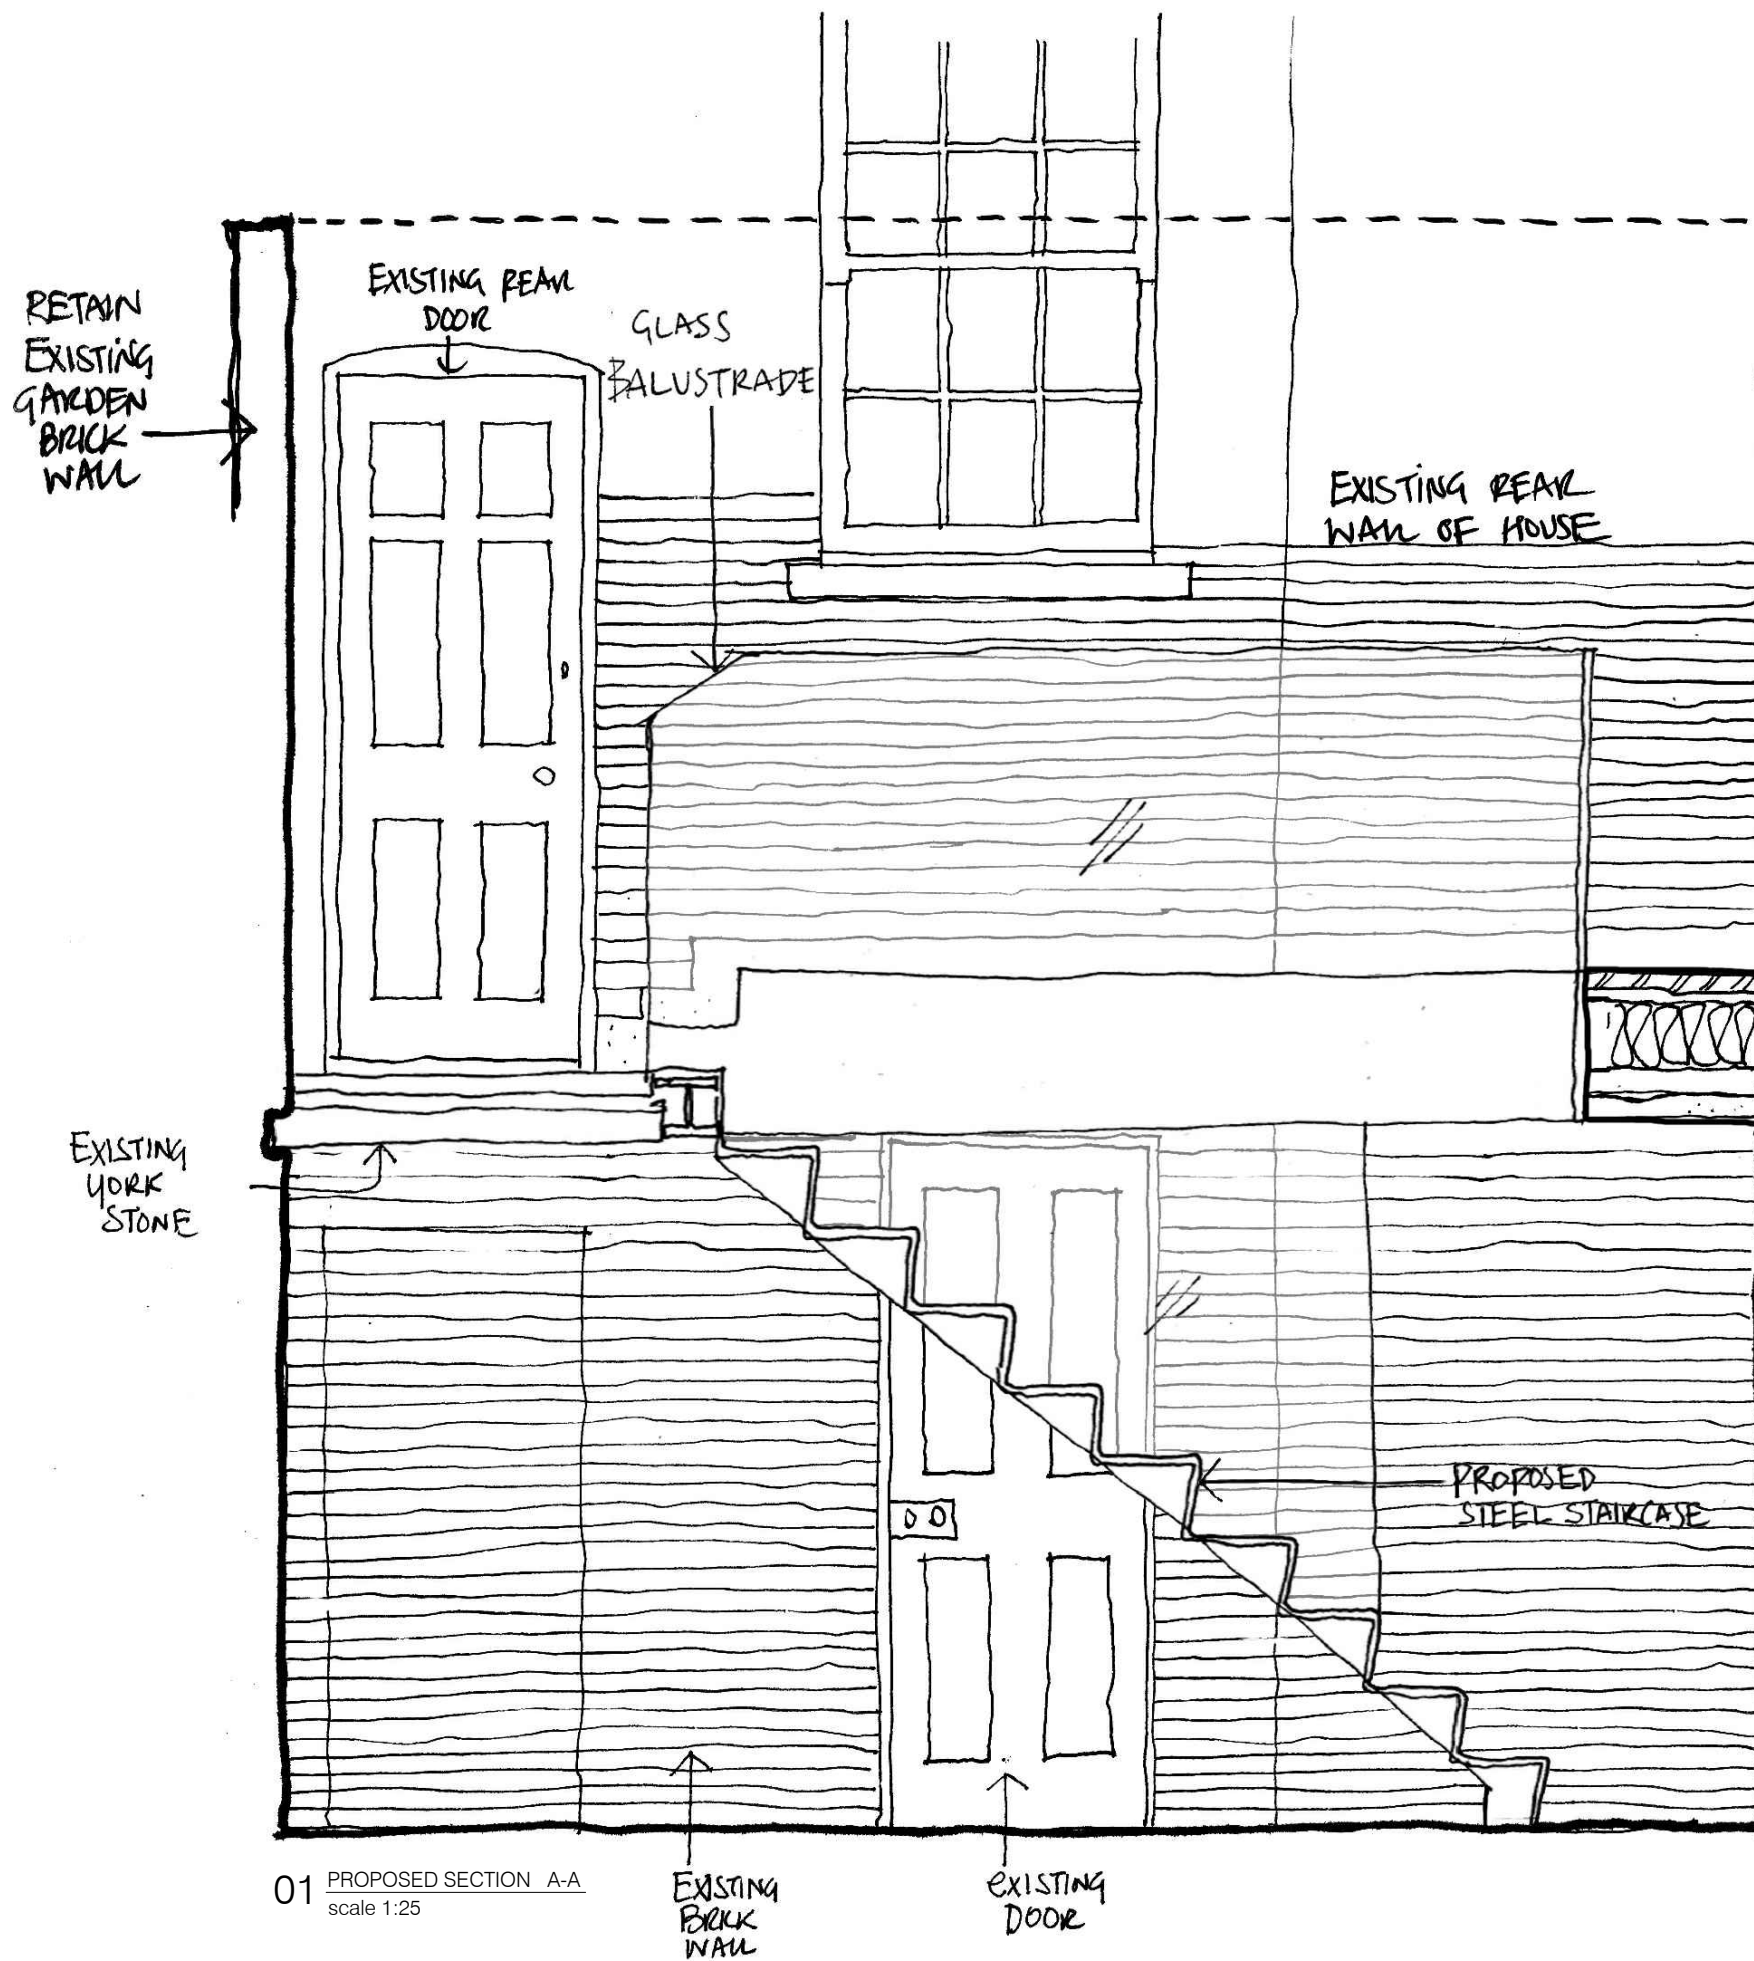 EXISTING REAR
DOOR
GLASS
BALUSTRADE
RETAIN
EXISTING
GARDEN
BRICK
WALL
EXISTING REAR
WALL OF HOUSE
EXISTING
YORK
STONE
PROPOSED
STEEL STAIRCASE
01 PROPOSED SECTION A-A
scale 1:25
EXISTING
BRICK
WALL
EXISTING
DOOR